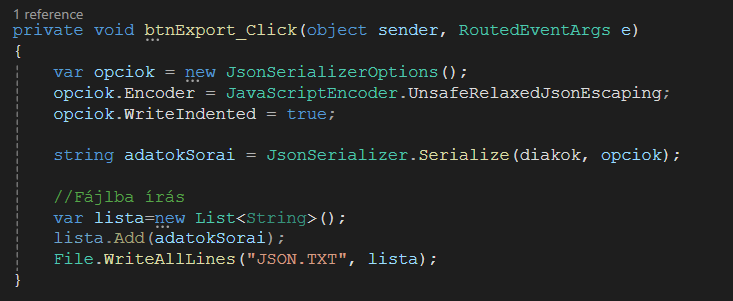 1 reference
private void btnExport_Click(object sender, RoutedEventArgs e)
{
var opciok = new JsonSerializerOptions();
opciok.Encoder = JavaScriptEncoder.UnsafeRelaxedJsonEscaping;
opciok.WriteIndented = true;
string adatokSorai = JsonSerializer.Serialize(diakok, opciok);
//Fájlba írás
var lista=new List<String>();
lista.Add(adatokSorai);
File.WriteAllLines("JSON.TXT", lista);
}